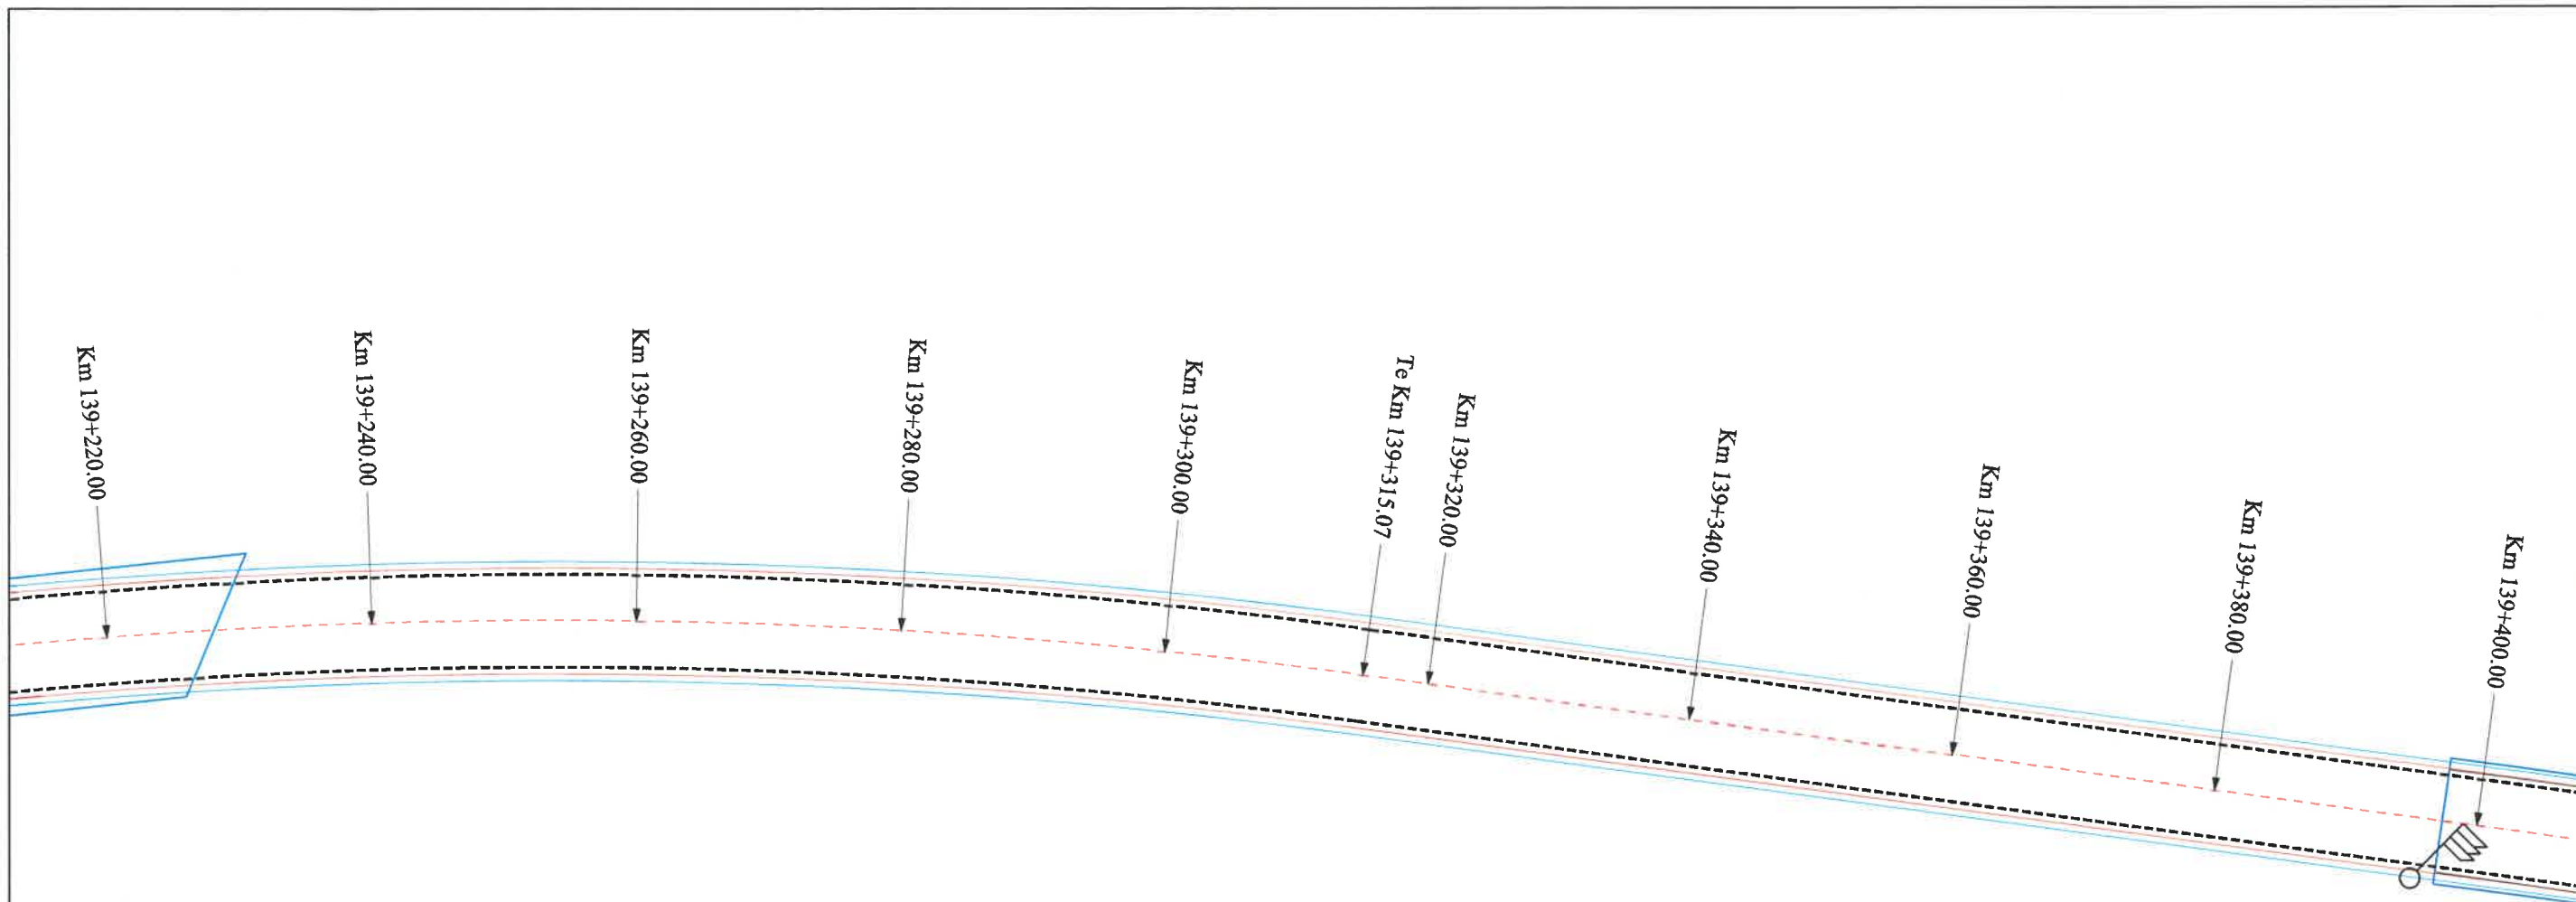 Km 139+220.00
Km 139+240.00
Km 139+260.00
Km 139+280.00
Km 139+300.00
Te Km 139+315.07
Km 139+320.00
Km 139+340.00
Km 139+360.00
Km 139+380.00
Km 139+400.00